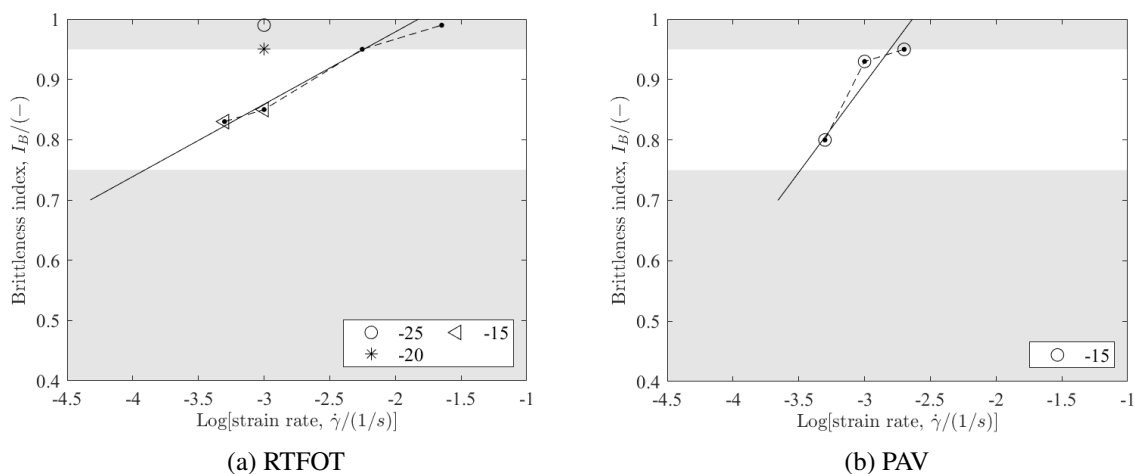 1
0.9
0.8
0.7
0.6
0.5
0.4
Brittleness index, I_B/(−)
-4.5 -4 -3.5 -3 -2.5 -2 -1.5 -1
Log[strain rate, γ̇/(1/s)]
-25 -15
-20
(a) RTFOT
1
0.9
0.8
0.7
0.6
0.5
0.4
Brittleness index, I_B/(−)
-4.5 -4 -3.5 -3 -2.5 -2 -1.5 -1
Log[strain rate, γ̇/(1/s)]
-15
(b) PAV